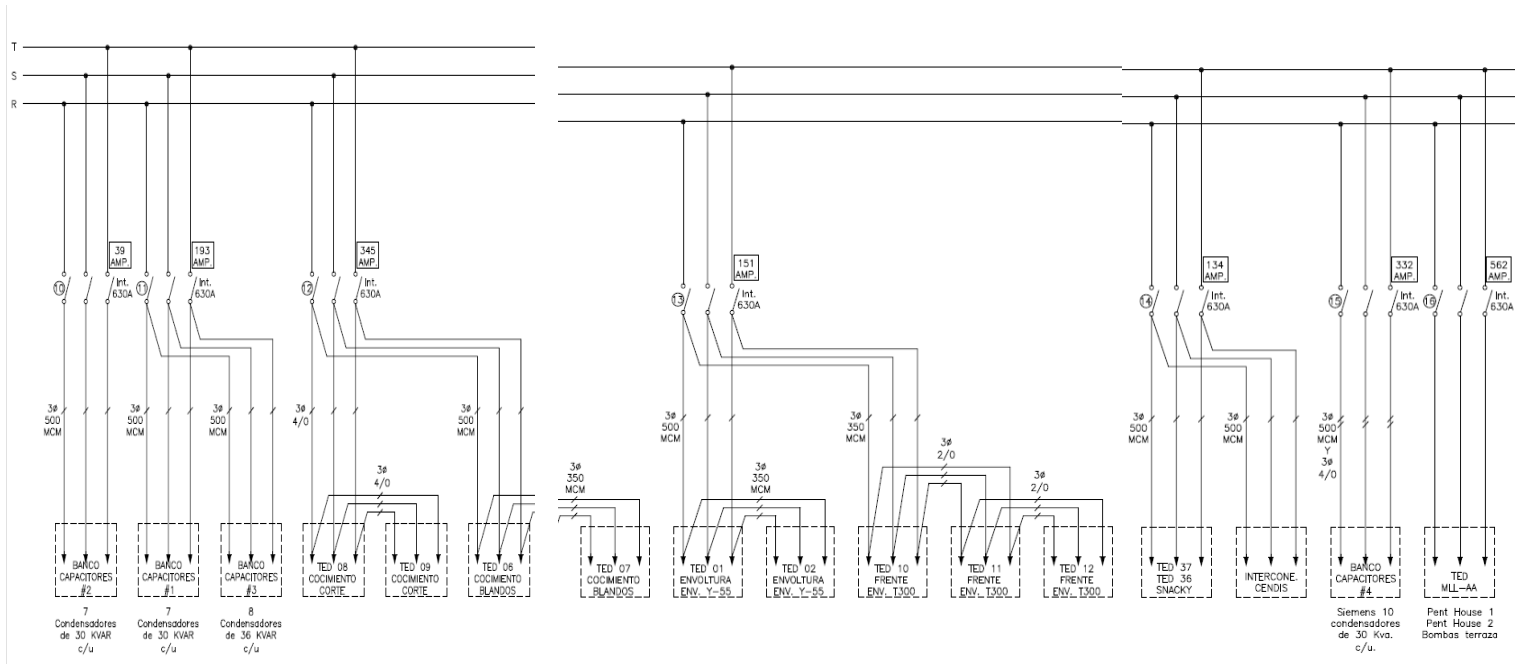 T
S
R
39
AMP.
Int.
630A
10
193
AMP.
Int.
630A
11
345
AMP.
Int.
630A
12
151
AMP.
Int.
630A
13
134
AMP.
Int.
630A
14
332
AMP.
Int.
630A
15
562
AMP.
Int.
630A
16
3ø
500
MCM
3ø
500
MCM
3ø
500
MCM
3ø
4/0
3ø
500
MCM
3ø
500
MCM
3ø
350
MCM
3ø
500
MCM
3ø
500
MCM
3ø
500
MCM
Y
3ø
4/0
3ø
4/0
3ø
350
MCM
3ø
350
MCM
3ø
2/0
3ø
2/0
BANCO
CAPACITORES
#2
7
Condensadores
de 30 KVAR
c/u
BANCO
CAPACITORES
#1
7
Condensadores
de 30 KVAR
c/u
BANCO
CAPACITORES
#3
8
Condensadores
de 36 KVAR
c/u
TED 08
COCIMIENTO
CORTE
TED 09
COCIMIENTO
CORTE
TED 06
COCIMIENTO
BLANDOS
TED 07
COCIMIENTO
BLANDOS
TED 01
ENVOLTURA
ENV. Y-55
TED 02
ENVOLTURA
ENV. Y-55
TED 10
FRENTE
ENV. T300
TED 11
FRENTE
ENV. T300
TED 12
FRENTE
ENV. T300
TED 37
TED 36
SNACKY
INTERCONE.
CENDIS
BANCO
CAPACITORES
#4
Siemens 10
condensadores
de 30 Kva.
c/u.
TED
MLL-AA
Pent House 1
Pent House 2
Bombas terraza